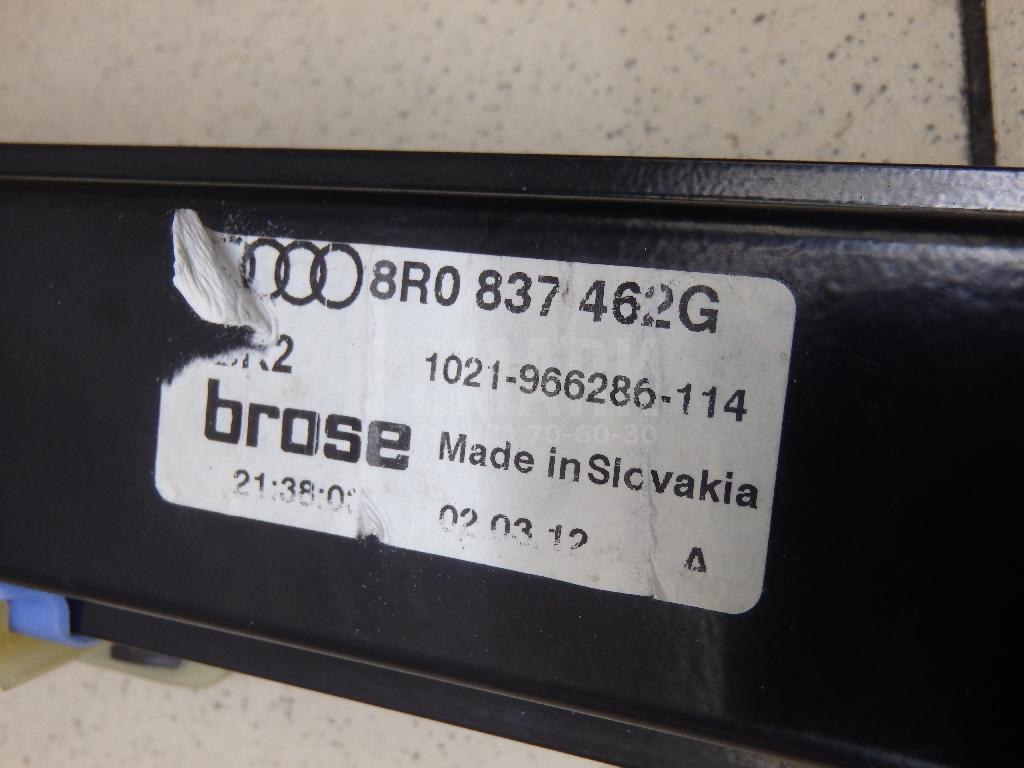 8R0 837 462G
1021-966286-114
brose
Made in Slovakia
02.03.12
A